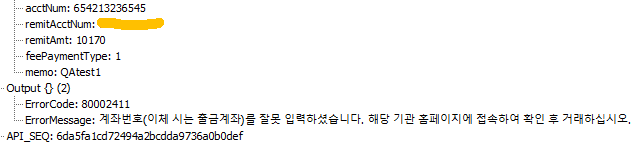 acctNum: 654213236545
remitAcctNum:
remitAmt: 10170
feePaymentType: 1
memo: QAtest1
Output {} (2)
ErrorCode: 80002411
ErrorMessage: 계좌번호(이체 시는 출금계좌)를 잘못 입력하셨습니다. 해당 기관 홈페이지에 접속하여 확인 후 거래하십시오.
API_SEQ: 6da5fa1cd72494a2bcdda9736a0b0def